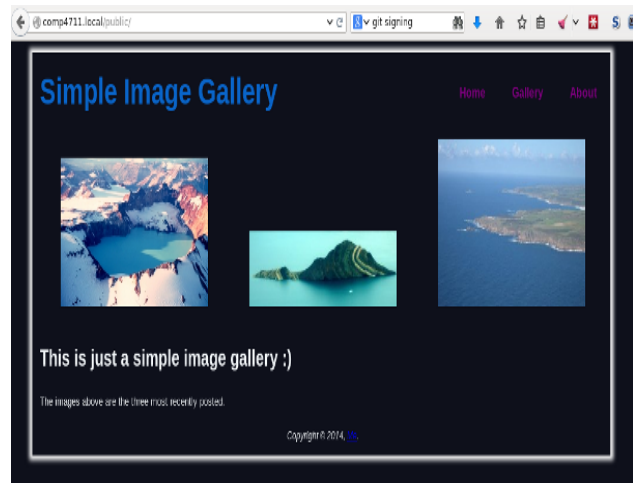 comp4711.local/public/ git signing
Simple Image Gallery
Home Gallery About
This is just a simple image gallery :)
The images above are the three most recently posted.
Copyright © 2014,